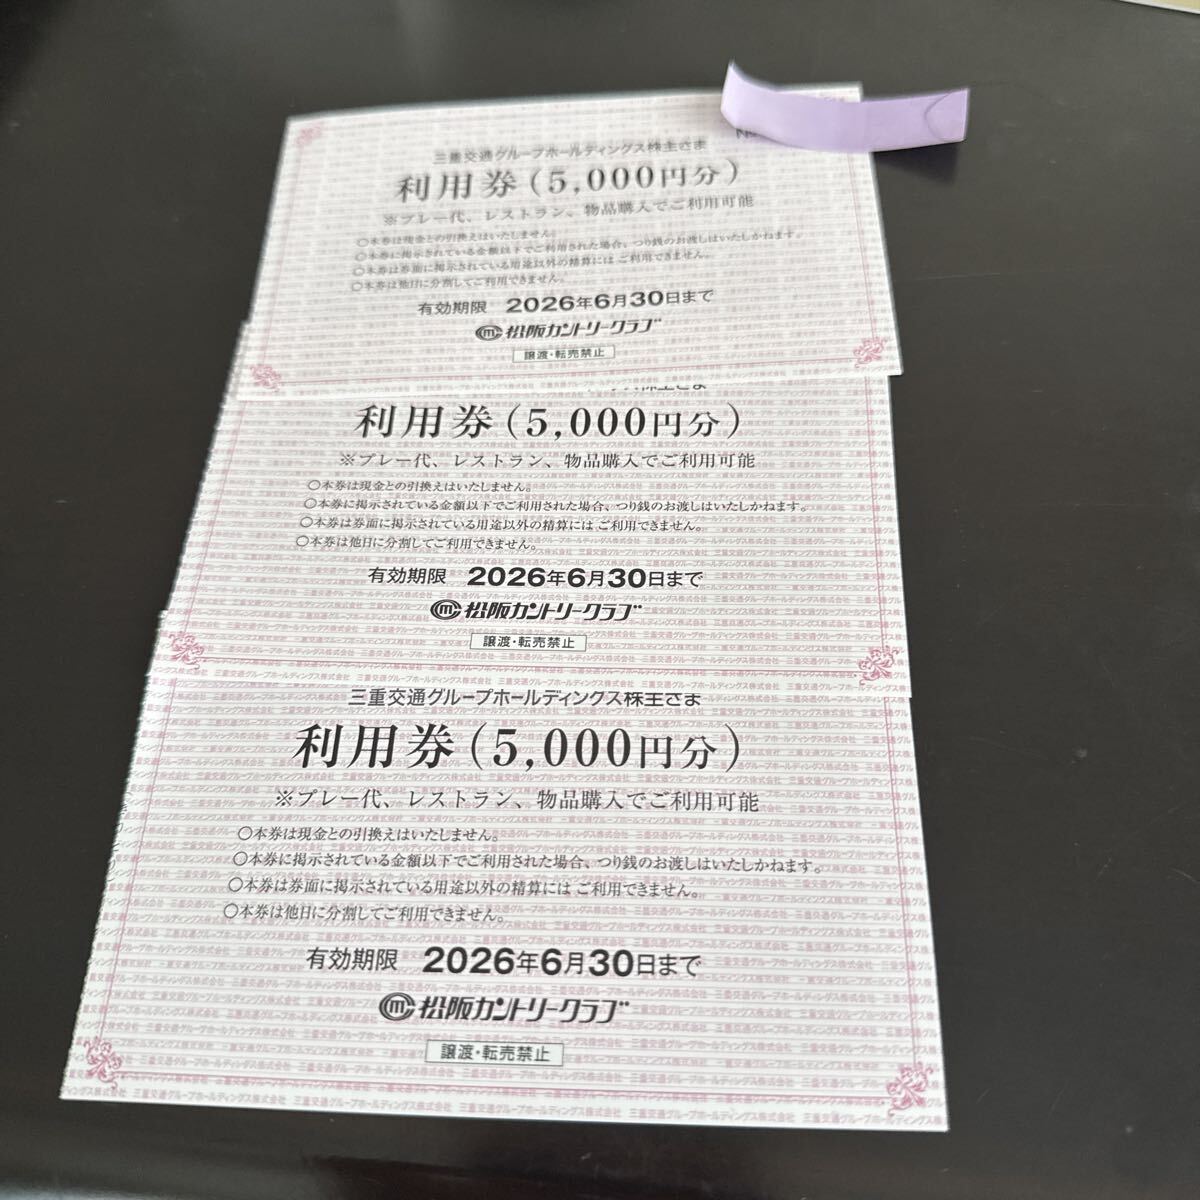 三重交通グループホールディングス株主さま
利用券(5,000円分)
※プレー代、レストラン、物品購入でご利用可能
○本券は現金との引換えはいたしません。
○本券に掲示されている金額以下でご利用された場合、つり銭のお渡しはいたしかねます。
○本券は券面に掲示されている用途以外の精算には ご利用できません。
○本券は他日に分割してご利用できません。
有効期限 2026年6月30日まで
松阪カントリークラブ
譲渡・転売禁止
利用券(5,000円分)
※プレー代、レストラン、物品購入でご利用可能
○本券は現金との引換えはいたしません。
○本券に掲示されている金額以下でご利用された場合、つり銭のお渡しはいたしかねます。
○本券は券面に掲示されている用途以外の精算には ご利用できません。
○本券は他日に分割してご利用できません。
有効期限 2026年6月30日まで
松阪カントリークラブ
譲渡・転売禁止
三重交通グループホールディングス株主さま
利用券(5,000円分)
※プレー代、レストラン、物品購入でご利用可能
○本券は現金との引換えはいたしません。
○本券に掲示されている金額以下でご利用された場合、つり銭のお渡しはいたしかねます。
○本券は券面に掲示されている用途以外の精算には ご利用できません。
○本券は他日に分割してご利用できません。
有効期限 2026年6月30日まで
松阪カントリークラブ
譲渡・転売禁止